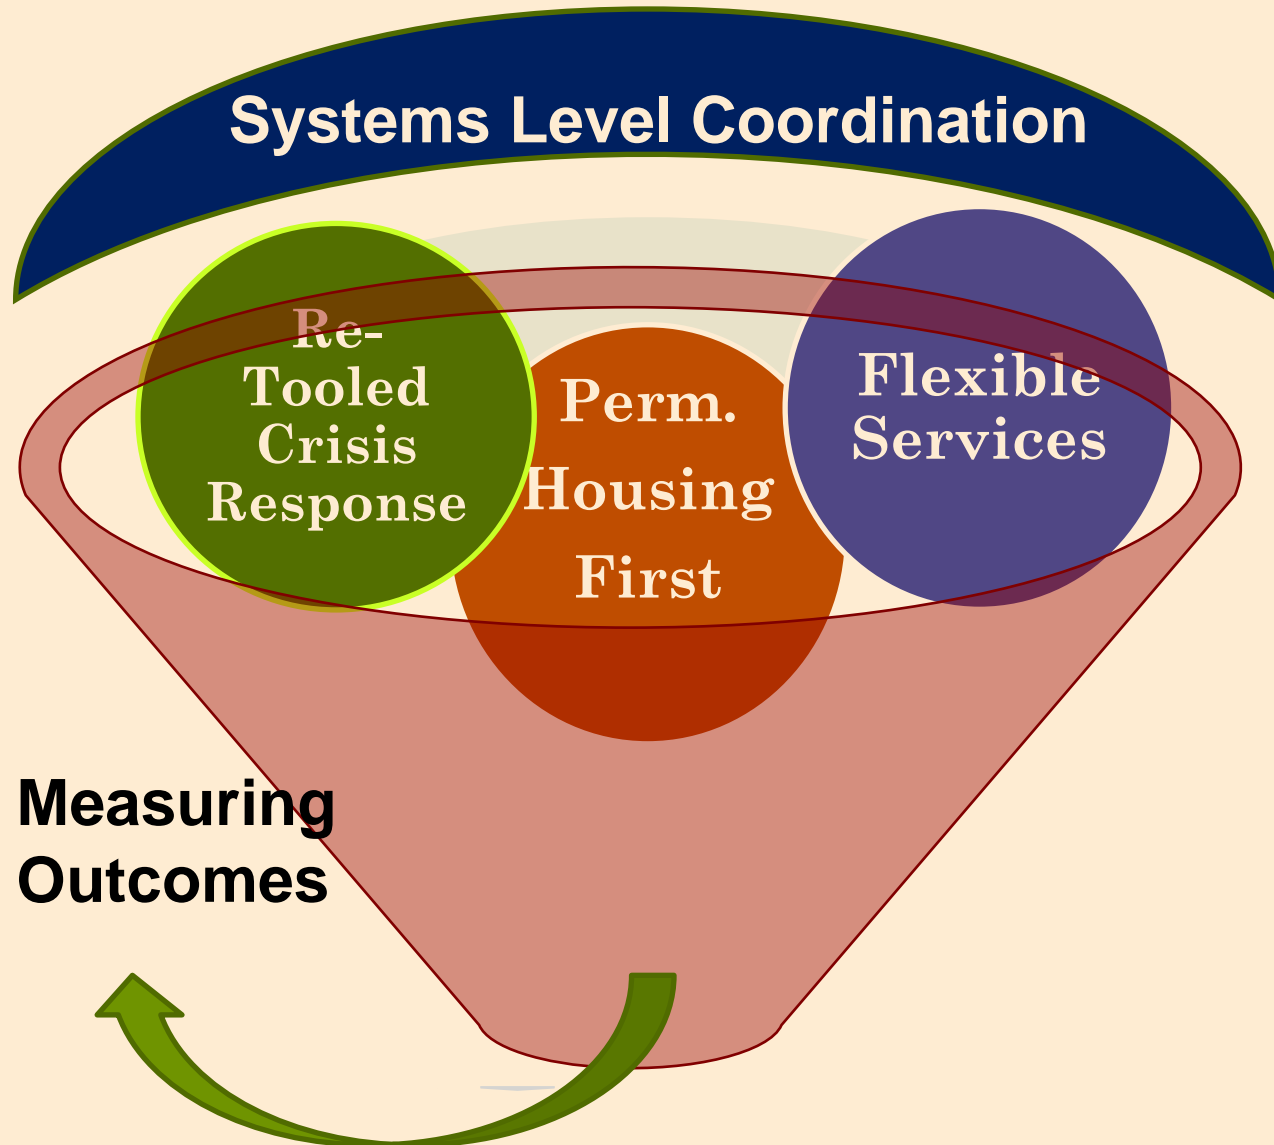 Systems Level Coordination
Re-
Tooled
Crisis
Response
Perm.
Housing
First
Flexible
Services
Measuring
Outcomes